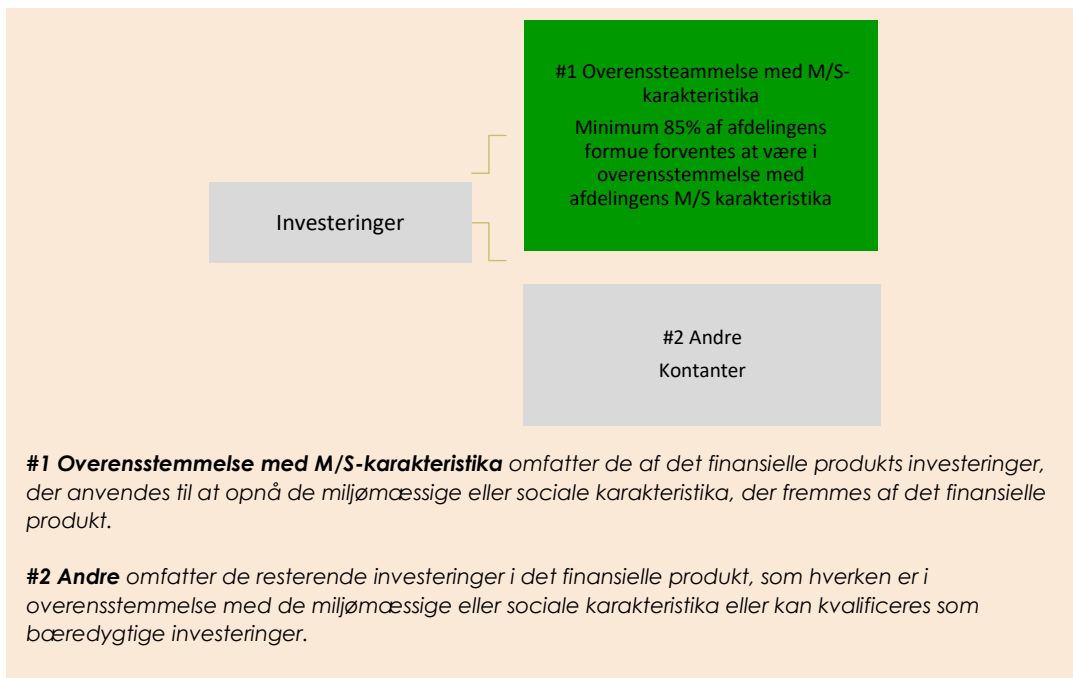 #1 Overenssteammelse med M/S-
karakteristika
Minimum 85% af afdelingens
formue forventes at være i
overensstemmelse med
afdelingens M/S karakteristika
Investeringer
#2 Andre
Kontanter
#1 Overensstemmelse med M/S-karakteristika omfatter de af det finansielle produkts investeringer,
der anvendes til at opnå de miljømæssige eller sociale karakteristika, der fremmes af det finansielle
produkt.
#2 Andre omfatter de resterende investeringer i det finansielle produkt, som hverken er i
overensstemmelse med de miljømæssige eller sociale karakteristika eller kan kvalificeres som
bæredygtige investeringer.